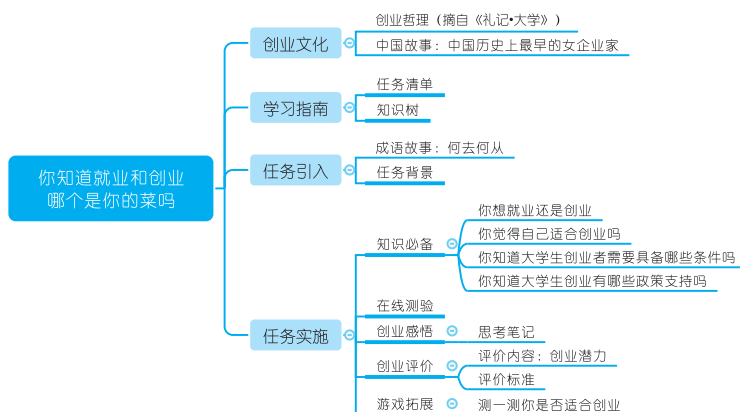 你知道就业和创业
哪个是你的菜吗
创业文化
创业哲理（摘自《礼记•大学》）
中国故事：中国历史上最早的女企业家
学习指南
任务清单
知识树
任务引入
成语故事：何去何从
任务背景
任务实施
知识必备
你想就业还是创业
你觉得自己适合创业吗
你知道大学生创业者需要具备哪些条件吗
你知道大学生创业有哪些政策支持吗
在线测验
创业感悟
思考笔记
创业评价
评价内容：创业潜力
评价标准
游戏拓展
测一测你是否适合创业